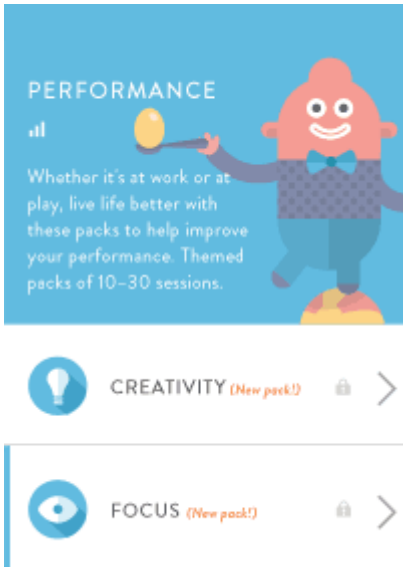 PERFORMANCE
Whether it's at work or at
play, live life better with
these packs to help improve
your performance. Themed
packs of 10–30 sessions.
CREATIVITY (New pack!)
FOCUS (New pack!)